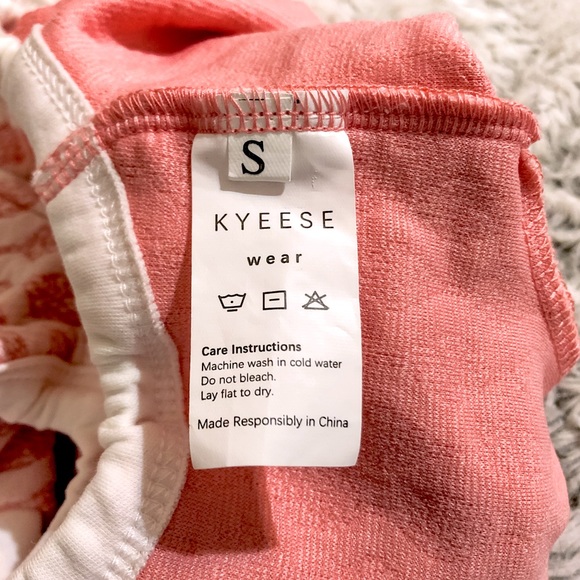 S
KYEESE
wear
Care Instructions
Machine wash in cold water
Do not bleach.
Lay flat to dry.
Made Responsibly in China